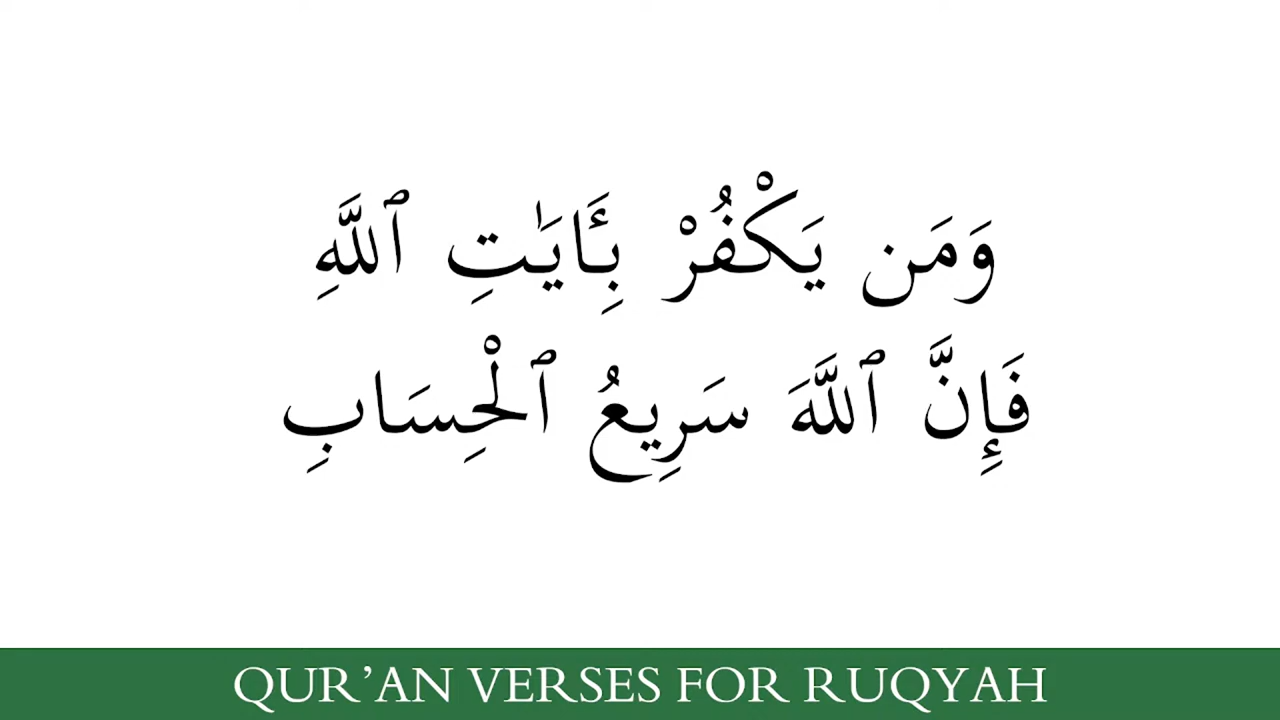 وَمَن يَكْفُرْ بِـَٔايَـٰتِ ٱللَّهِ
فَإِنَّ ٱللَّهَ سَرِيعُ ٱلْحِسَابِ
QUR’AN VERSES FOR RUQYAH